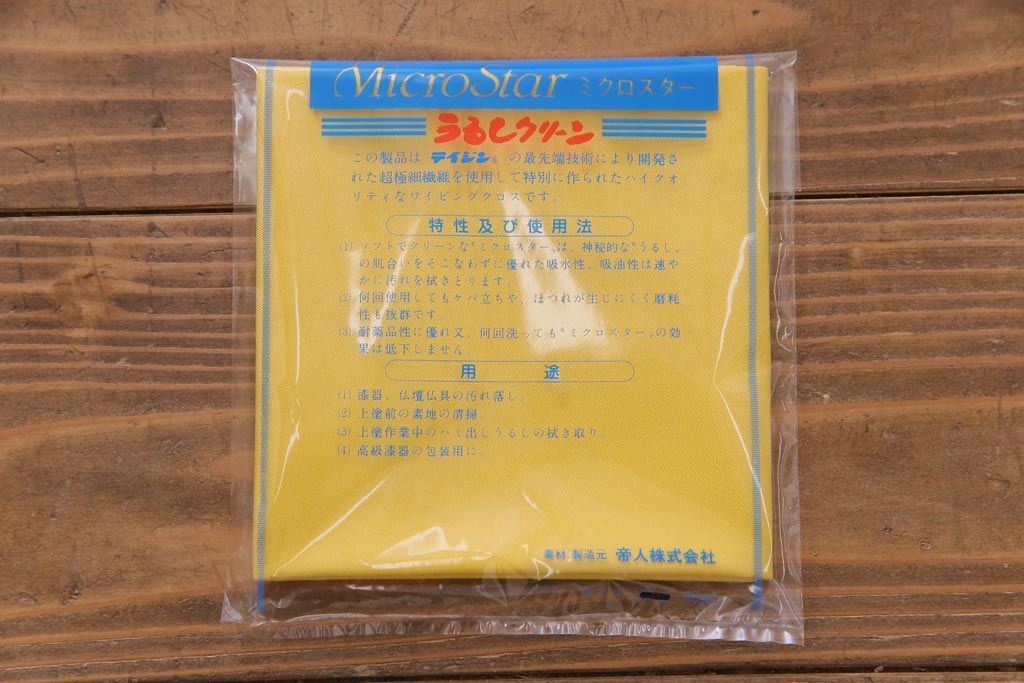 MicroStar ミクロスター
うるしクリーン
この製品は テイジン® の最先端技術により開発さ
れた超極細繊維を使用して特別に作られたハイクオ
リティなワイピングクロスです。
特性及び使用法
(1) ソフトでクリーンな〝ミクロスター〟は、神秘的な〝うるし〟
の肌合いをそこなわずに優れた吸水性、吸油性は速や
かに汚れを拭きとります。
(2) 何回使用してもケバ立ちや、ほつれが生じにくく磨耗
性も抜群です。
(3) 耐薬品性に優れ又、何回洗っても〝ミクロスター〟の効
果は低下しません。
用途
(1) 漆器、仏壇仏具の汚れ落し。
(2) 上塗前の素地の清掃。
(3) 上塗作業中のハミ出しうるしの拭き取り。
(4) 高級漆器の包装用に。
素材 製造元 帝人株式会社